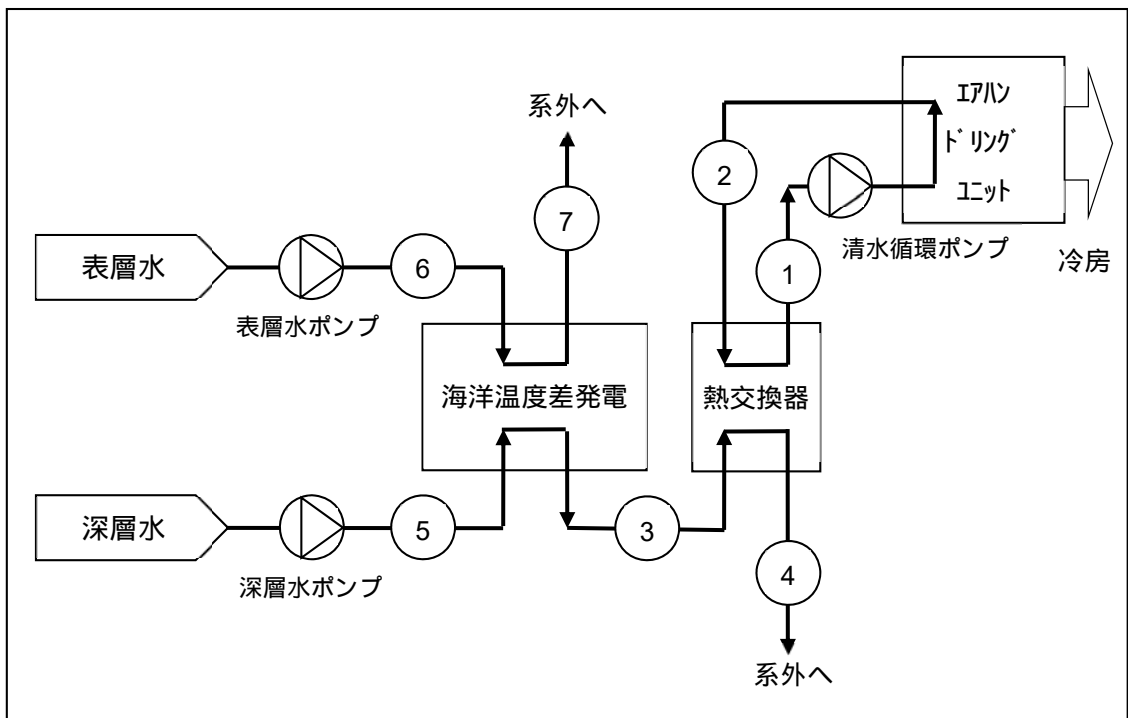 エアハン
ドリング
ユニット
系外へ
2
7
1
清水循環ポンプ
冷房
表層水
6
表層水ポンプ
海洋温度差発電
熱交換器
深層水
5
3
4
深層水ポンプ
系外へ